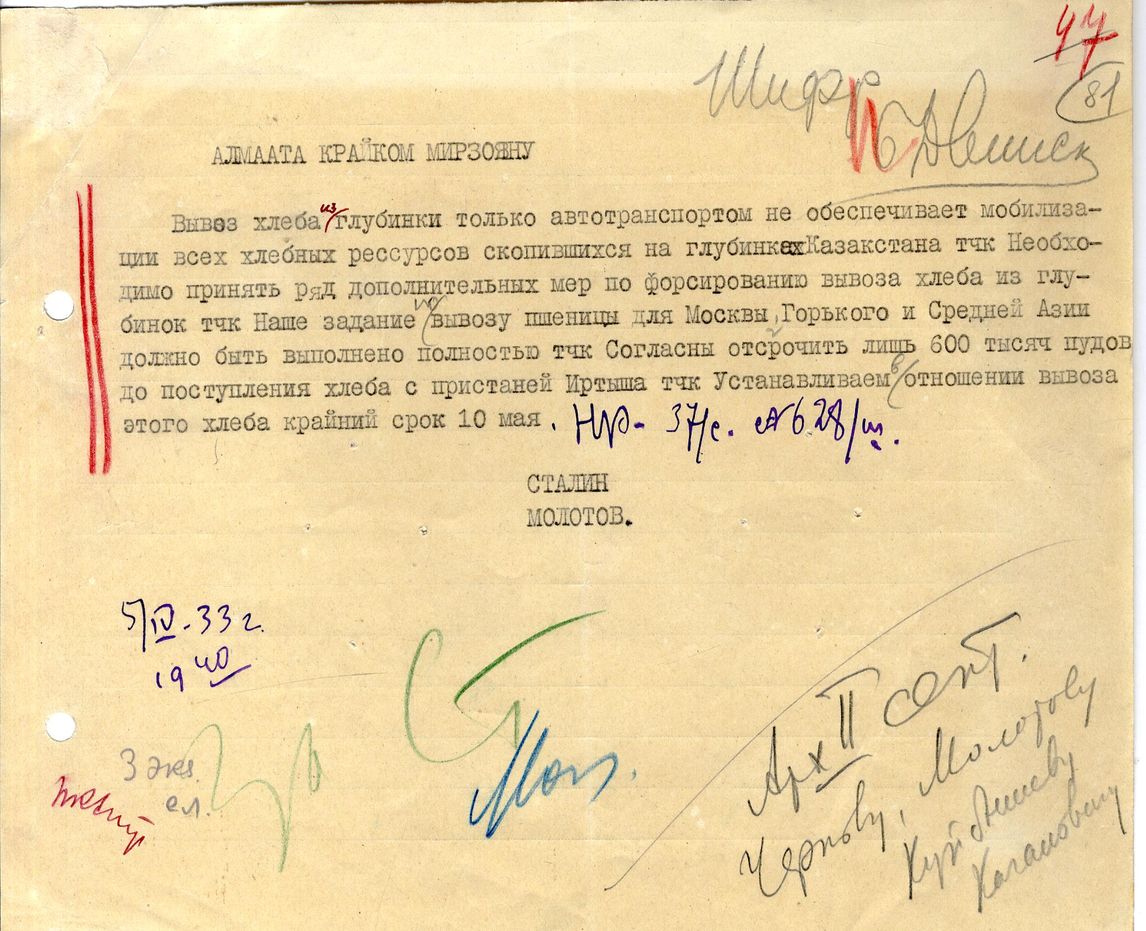 47
81
Шифр
АЛМААТА КРАЙКОМ МИРЗОЯНУ
Вывоз хлеба из глубинки только автотранспортом не обеспечивает мобилиза-
ции всех хлебных рессурсов скопившихся на глубинках Казакстана тчк Необхо-
димо принять ряд дополнительных мер по форсированию вывоза хлеба из глу-
бинок тчк Наше задание по вывозу пшеницы для Москвы, Горького и Средней Азии
должно быть выполнено полностью тчк Согласны отсрочить лишь 600 тысяч пудов
до поступления хлеба с пристаней Иртыша тчк Устанавливаем в отношении вывоза
этого хлеба крайний срок 10 мая.
СТАЛИН
МОЛОТОВ.
5/IV-33 г.
19 40
3 экз.
Ст
Мол.
Арх II сект.
Чернову, Молотову
Куйбышеву
Кагановичу